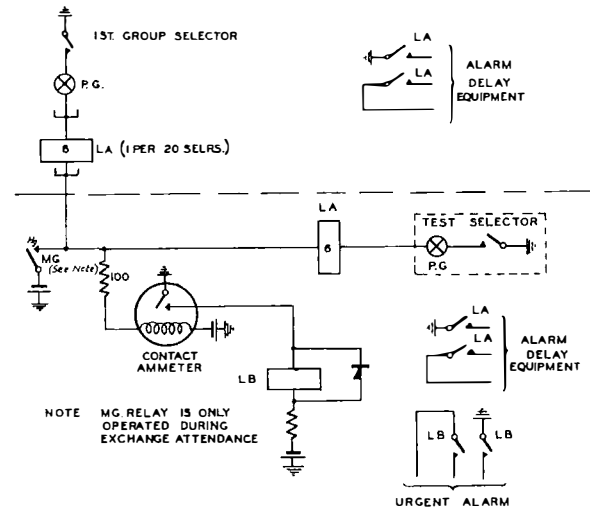 1ST. GROUP SELECTOR
P.G.
6
LA (1 PER 20 SELRS.)
LA
LA
ALARM
DELAY
EQUIPMENT
LA
6
TEST SELECTOR
P.G
MG
(See Note)
100
CONTACT
AMMETER
LB
NOTE MG. RELAY IS ONLY
OPERATED DURING
EXCHANGE ATTENDANCE
LA
LA
ALARM
DELAY
EQUIPMENT
LB
LB
URGENT ALARM